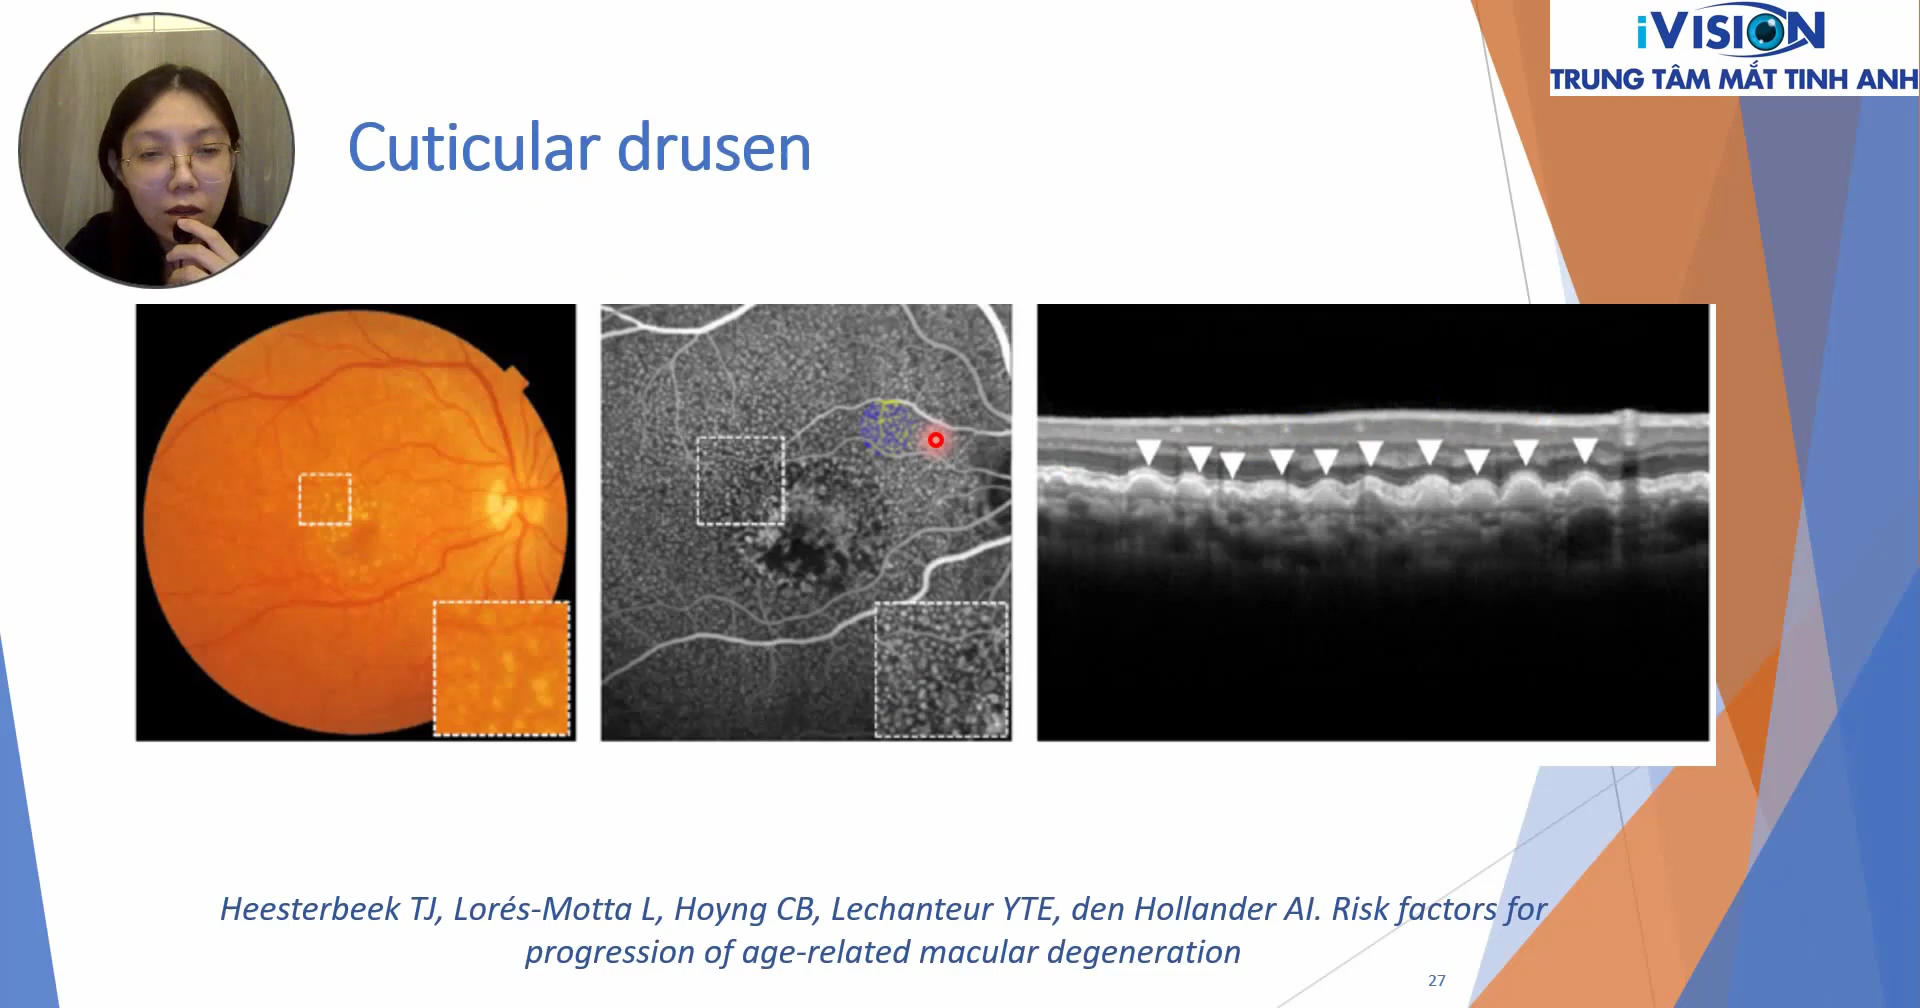 iVISION
TRUNG TÂM MẮT TINH ANH
Cuticular drusen
Heesterbeek TJ, Lorés-Motta L, Hoyng CB, Lechanteur YTE, den Hollander AI. Risk factors for
progression of age-related macular degeneration
27